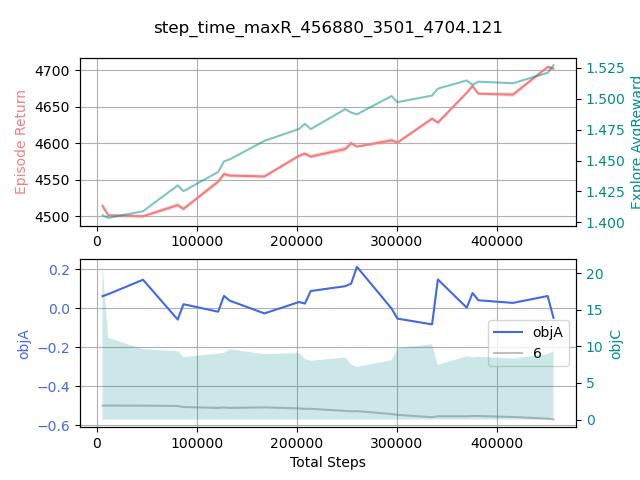 step_time_maxR_456880_3501_4704.121
4700
4650
4600
4550
4500
Episode Return
1.525
1.500
1.475
1.450
1.425
1.400
Explore AvgReward
0 100000 200000 300000 400000
0.2
0.0
−0.2
−0.4
−0.6
objA
20
15
10
5
0
objC
objA
6
0 100000 200000 300000 400000
Total Steps